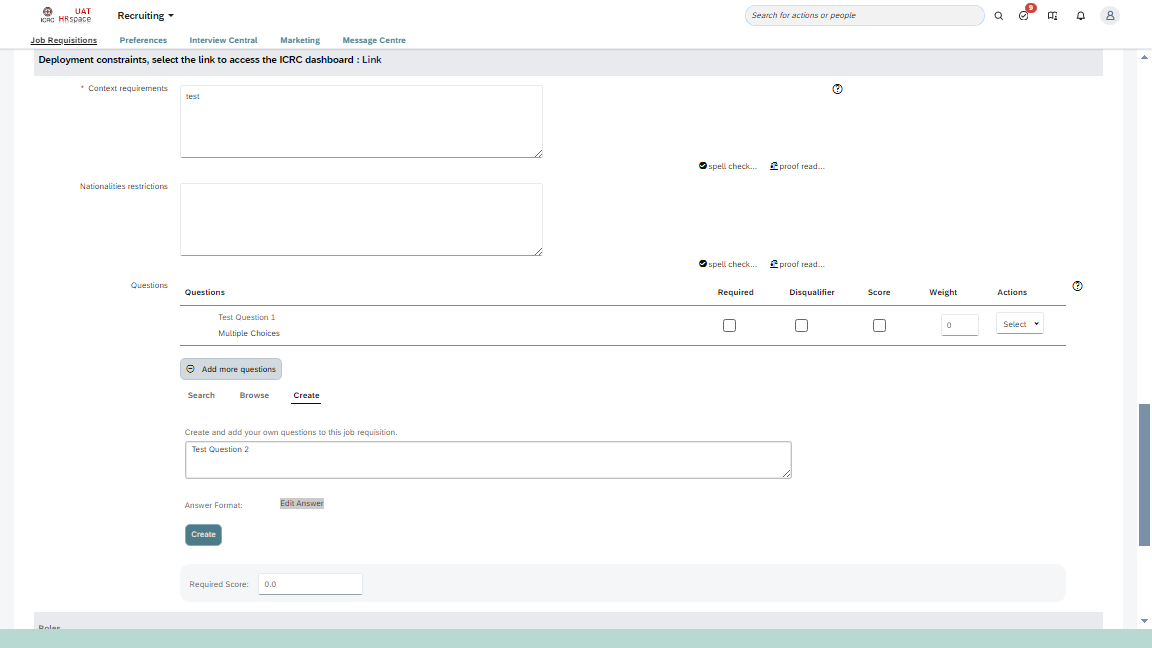 ICRC UAT HRspace
Recruiting
Search for actions or people
9
Job Requisitions Preferences Interview Central Marketing Message Centre
Deployment constraints, select the link to access the ICRC dashboard : Link
* Context requirements
test
spell check... proof read...
Nationalities restrictions
spell check... proof read...
Questions
Questions Required Disqualifier Score Weight Actions
Test Question 1
Multiple Choices
0
Select
Add more questions
Search Browse Create
Create and add your own questions to this job requisition.
Test Question 2
Answer Format: Edit Answer
Create
Required Score: 0.0
Roles